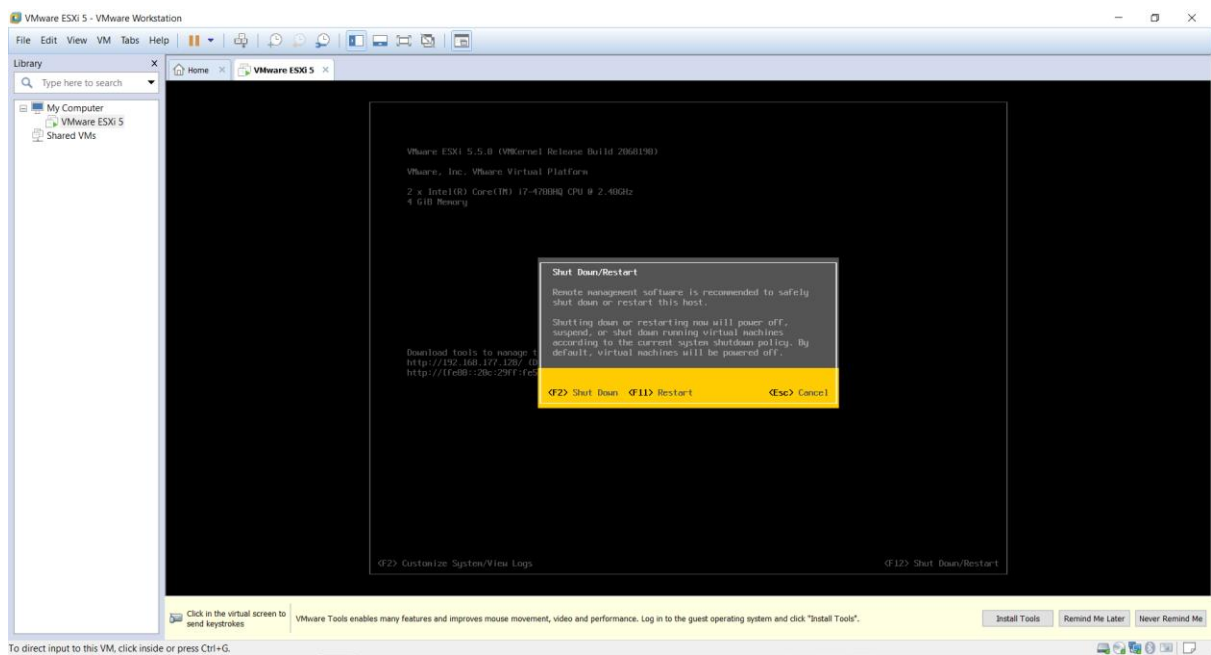 VMware ESXi 5 - VMware Workstation
File Edit View VM Tabs Help
Library X
Type here to search
My Computer
VMware ESXi 5
Shared VMs
Home
VMware ESXi 5
VMware ESXi 5.5.0 (VMKernel Release Build 2068190)
VMware, Inc. VMware Virtual Platform
2 x Intel(R) Core(TM) i7-4700HQ CPU @ 2.40GHz
4 GiB Memory
Shut Down/Restart
Remote management software is recommended to safely
shut down or restart this host.
Shutting down or restarting now will power off,
suspend, or shut down running virtual machines
according to the current system shutdown policy. By
default, virtual machines will be powered off.
<F2> Shut Down <F11> Restart <Esc> Cancel
Download tools to manage t
http://192.168.177.128/ (D
http://[fe80::20c:29ff:fe5
<F2> Customize System/View Logs
<F12> Shut Down/Restart
Click in the virtual screen to
send keystrokes
VMware Tools enables many features and improves mouse movement, video and performance. Log in to the guest operating system and click "Install Tools".
Install Tools
Remind Me Later
Never Remind Me
To direct input to this VM, click inside or press Ctrl+G.